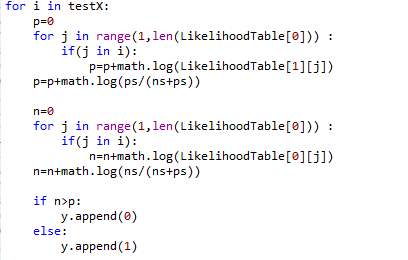 for i in testX:
    p=0
    for j in range(1,len(LikelihoodTable[0])) :
        if(j in i):
            p=p+math.log(LikelihoodTable[1][j])
    p=p+math.log(ps/(ns+ps))

    n=0
    for j in range(1,len(LikelihoodTable[0])) :
        if(j in i):
            n=n+math.log(LikelihoodTable[0][j])
    n=n+math.log(ns/(ns+ps))

    if n>p:
        y.append(0)
    else:
        y.append(1)